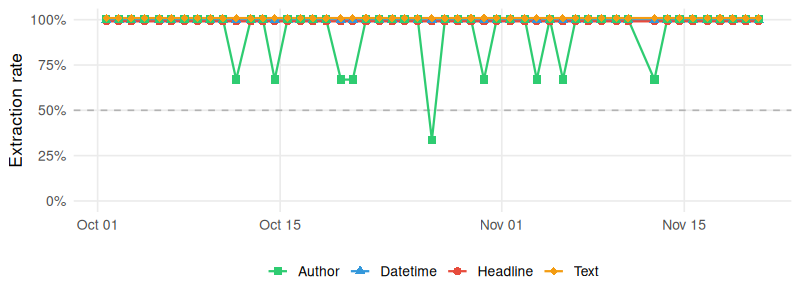 Extraction rate
100%
75%
50%
25%
0%
Oct 01 Oct 15 Nov 01 Nov 15
Author Datetime Headline Text